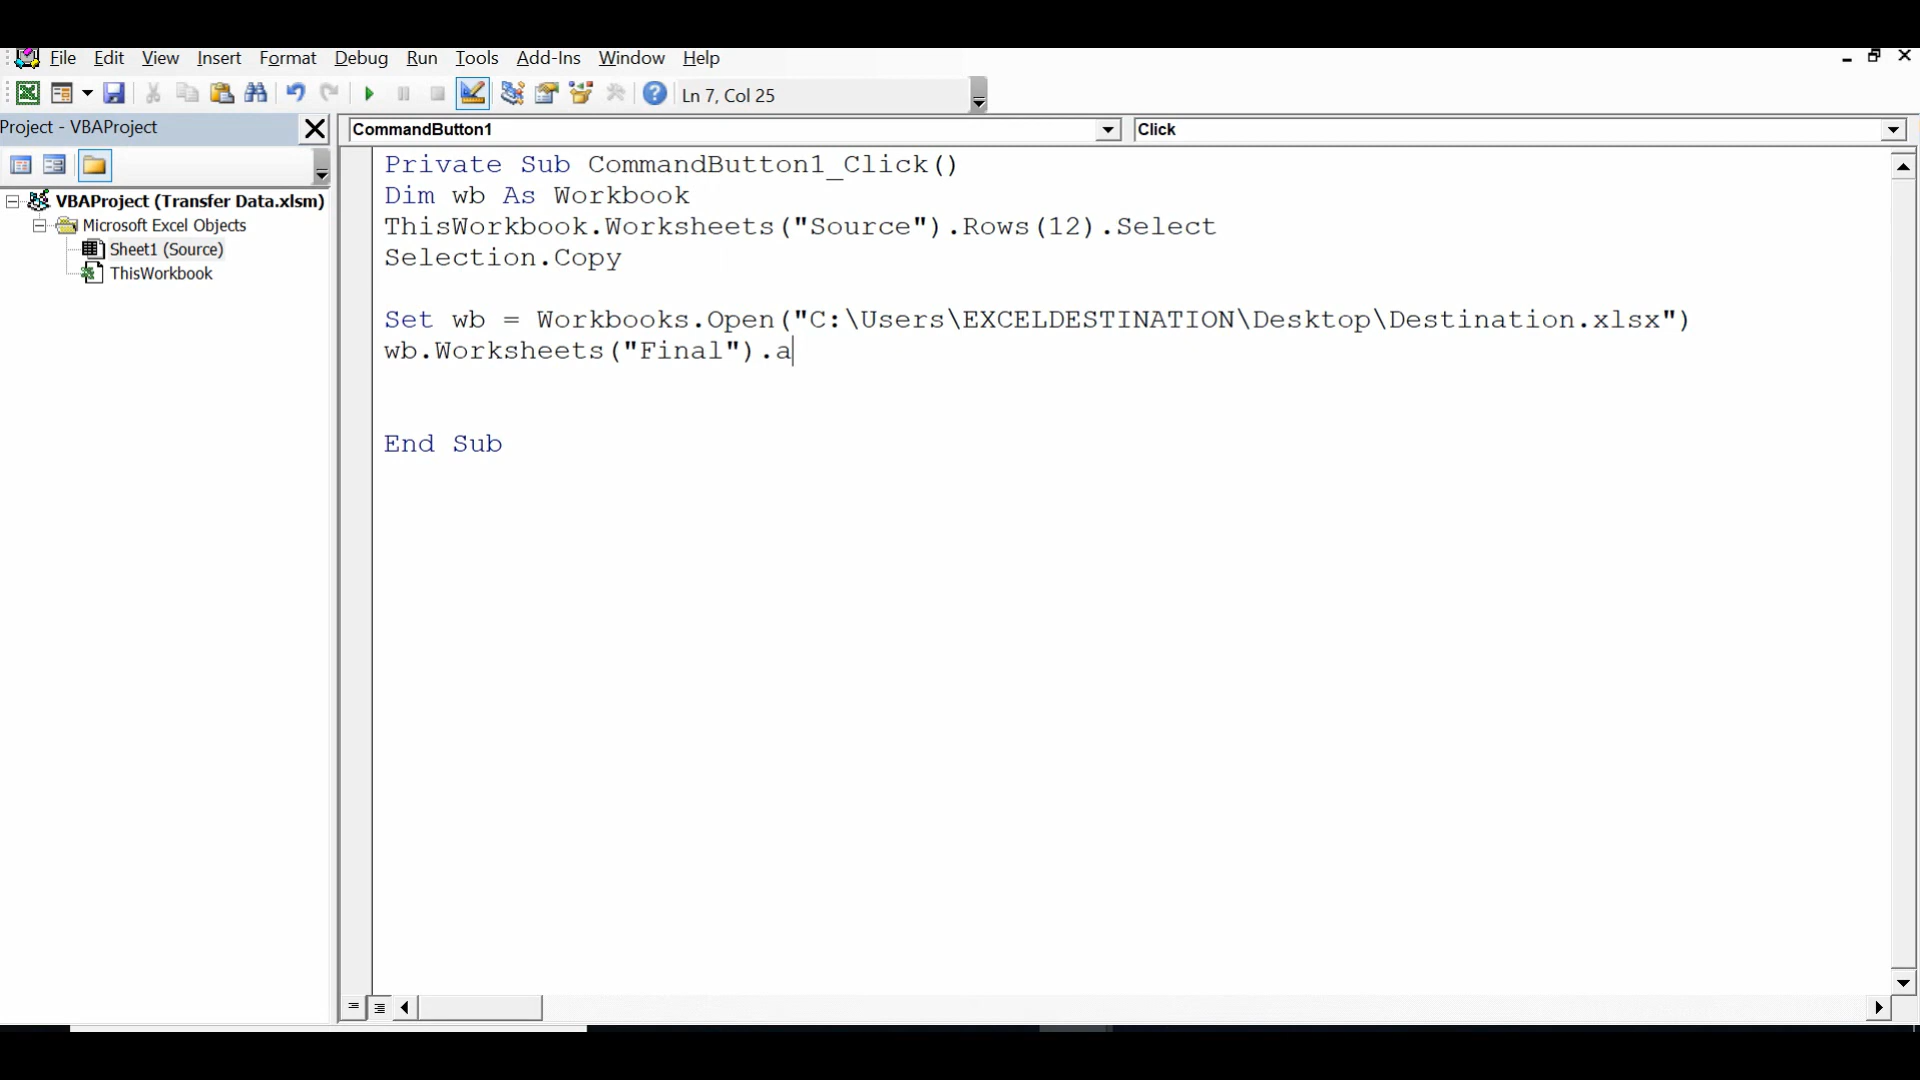 File Edit View Insert Format Debug Run Tools Add-Ins Window Help
Ln 7, Col 25
Project - VBAProject
CommandButton1 Click
VBAProject (Transfer Data.xlsm)
Microsoft Excel Objects
Sheet1 (Source)
ThisWorkbook
Private Sub CommandButton1_Click()
Dim wb As Workbook
ThisWorkbook.Worksheets("Source").Rows(12).Select
Selection.Copy
Set wb = Workbooks.Open("C:\Users\EXCELDESTINATION\Desktop\Destination.xlsx")
wb.Worksheets("Final").a
End Sub